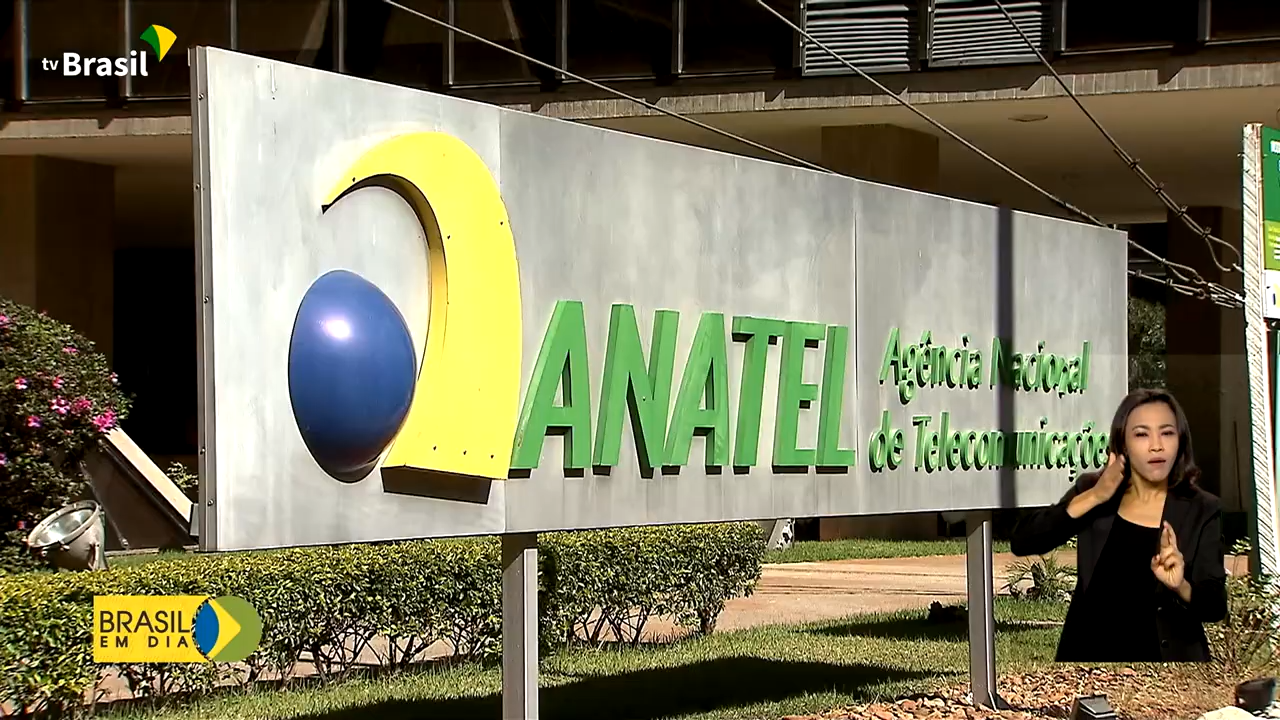 tv Brasil
ANATEL
Agência Nacional
de Telecomunicações
BRASIL
EM DIA